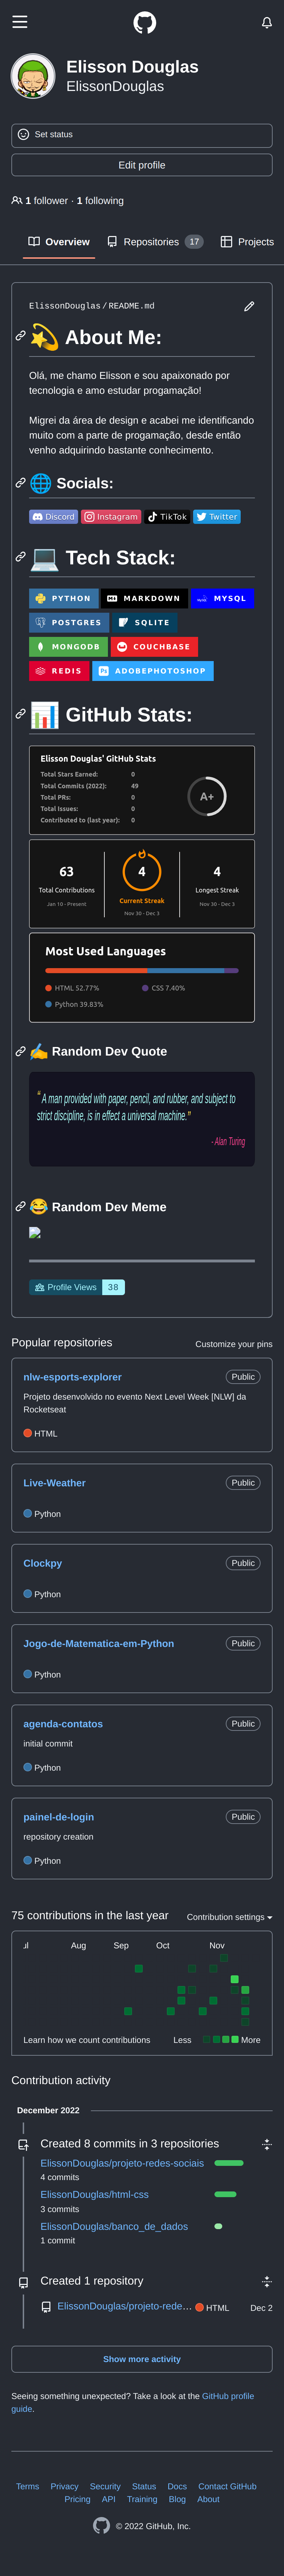 Elisson Douglas
ElissonDouglas
Set status
Edit profile
1 follower · 1 following
Overview Repositories 17 Projects
ElissonDouglas/README.md
💫 About Me:
Olá, me chamo Elisson e sou apaixonado por
tecnologia e amo estudar progamação!
Migrei da área de design e acabei me identificando
muito com a parte de progamação, desde então
venho adquirindo bastante conhecimento.
🌐 Socials:
Discord Instagram TikTok Twitter
💻 Tech Stack:
PYTHON MARKDOWN MYSQL
POSTGRES SQLITE
MONGODB COUCHBASE
REDIS ADOBEPHOTOSHOP
📊 GitHub Stats:
Elisson Douglas' GitHub Stats
Total Stars Earned: 0
Total Commits (2022): 49
Total PRs: 0
Total Issues: 0
Contributed to (last year): 0
A+
63 4 4
Total Contributions Current Streak Longest Streak
Jan 10 - Present Nov 30 - Dec 3 Nov 30 - Dec 3
Most Used Languages
HTML 52.77% CSS 7.40%
Python 39.83%
✍️ Random Dev Quote
“ A man provided with paper, pencil, and rubber, and subject to
strict discipline, is in effect a universal machine.”
- Alan Turing
😂 Random Dev Meme
Profile Views 38
Popular repositories Customize your pins
nlw-esports-explorer Public
Projeto desenvolvido no evento Next Level Week [NLW] da
Rocketseat
HTML
Live-Weather Public
Python
Clockpy Public
Python
Jogo-de-Matematica-em-Python Public
Python
agenda-contatos Public
initial commit
Python
painel-de-login Public
repository creation
Python
75 contributions in the last year Contribution settings
Aug Sep Oct Nov
Learn how we count contributions Less More
Contribution activity
December 2022
Created 8 commits in 3 repositories
ElissonDouglas/projeto-redes-sociais
4 commits
ElissonDouglas/html-css
3 commits
ElissonDouglas/banco_de_dados
1 commit
Created 1 repository
ElissonDouglas/projeto-rede… HTML Dec 2
Show more activity
Seeing something unexpected? Take a look at the GitHub profile
guide.
Terms Privacy Security Status Docs Contact GitHub
Pricing API Training Blog About
© 2022 GitHub, Inc.